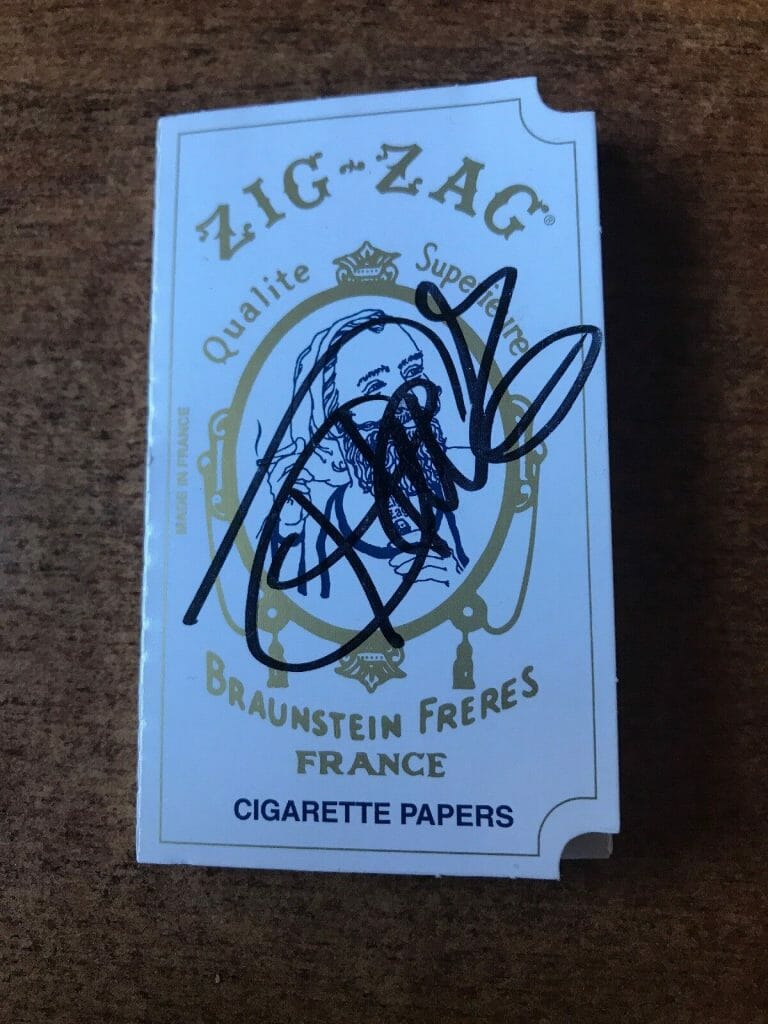 ZIG-ZAG®
Qualite Superieure
MADE IN FRANCE
BRAUNSTEIN FRERES
FRANCE
CIGARETTE PAPERS